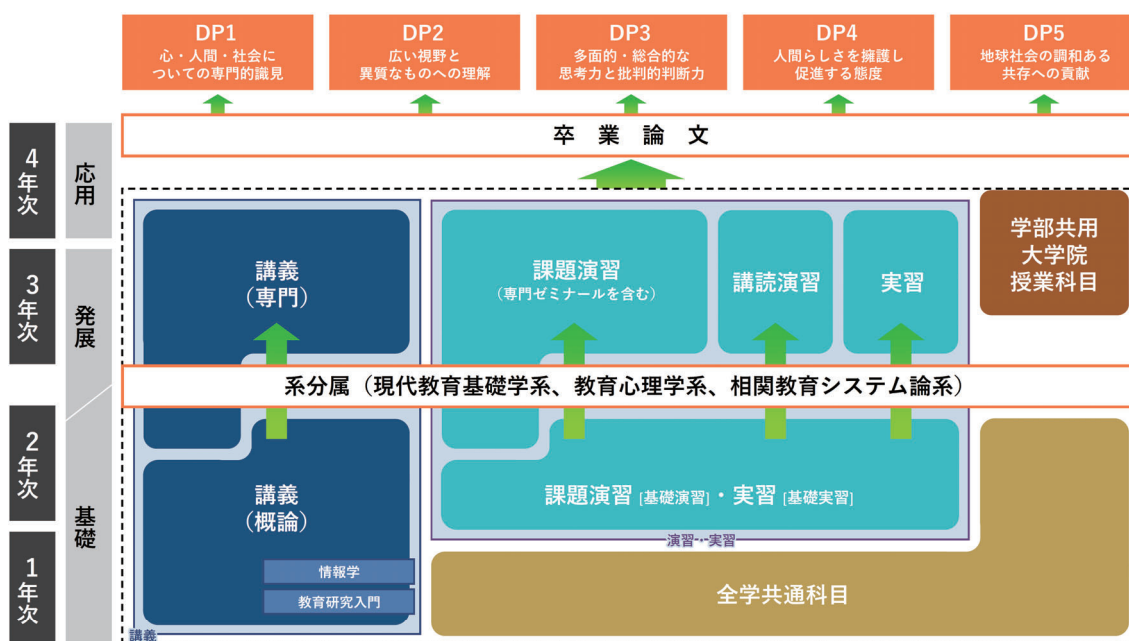 DP1
心・人間・社会に
ついての専門的識見
DP2
広い視野と
異質なものへの理解
DP3
多面的・総合的な
思考力と批判的判断力
DP4
人間らしさを擁護し
促進する態度
DP5
地球社会の調和ある
共存への貢献
卒業論文
4年次
応用
3年次
発展
2年次
基礎
1年次
講義
（専門）
課題演習
（専門ゼミナールを含む）
講読演習
実習
学部共用
大学院
授業科目
系分属（現代教育基礎学系、教育心理学系、相関教育システム論系）
講義
（概論）
情報学
教育研究入門
講義
課題演習 [基礎演習]・実習 [基礎実習]
演習・実習
全学共通科目